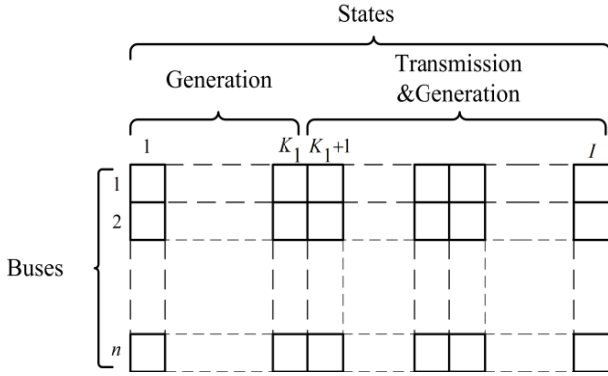 States
Generation
Transmission
&Generation
1
K₁
K₁+1
I
1
2
Buses
n